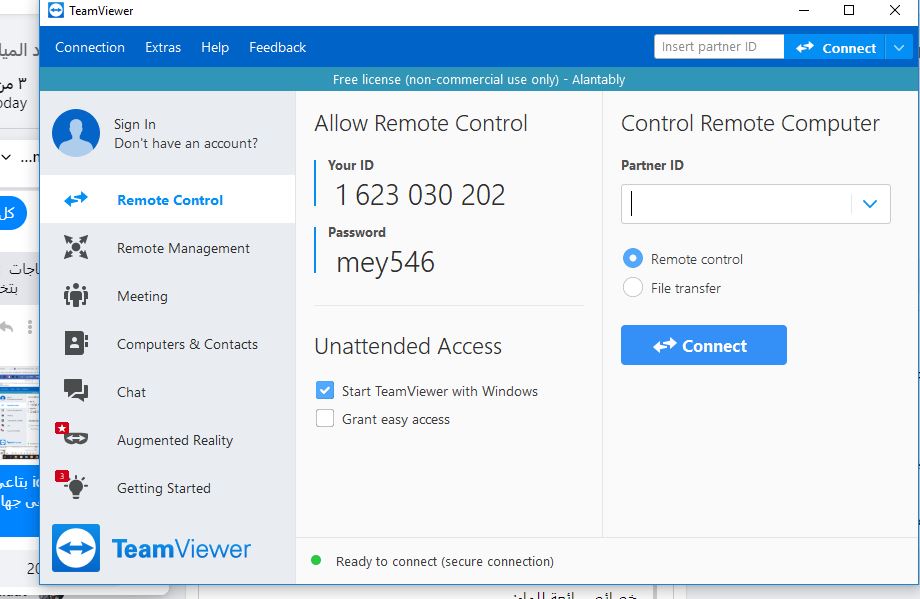 TeamViewer
Connection Extras Help Feedback
Insert partner ID
Connect
Free license (non-commercial use only) - Alantably
Sign In
Don't have an account?
Remote Control
Remote Management
Meeting
Computers & Contacts
Chat
Augmented Reality
3
Getting Started
TeamViewer
Allow Remote Control
Your ID
1 623 030 202
Password
mey546
Unattended Access
Start TeamViewer with Windows
Grant easy access
Control Remote Computer
Partner ID
Remote control
File transfer
Connect
Ready to connect (secure connection)